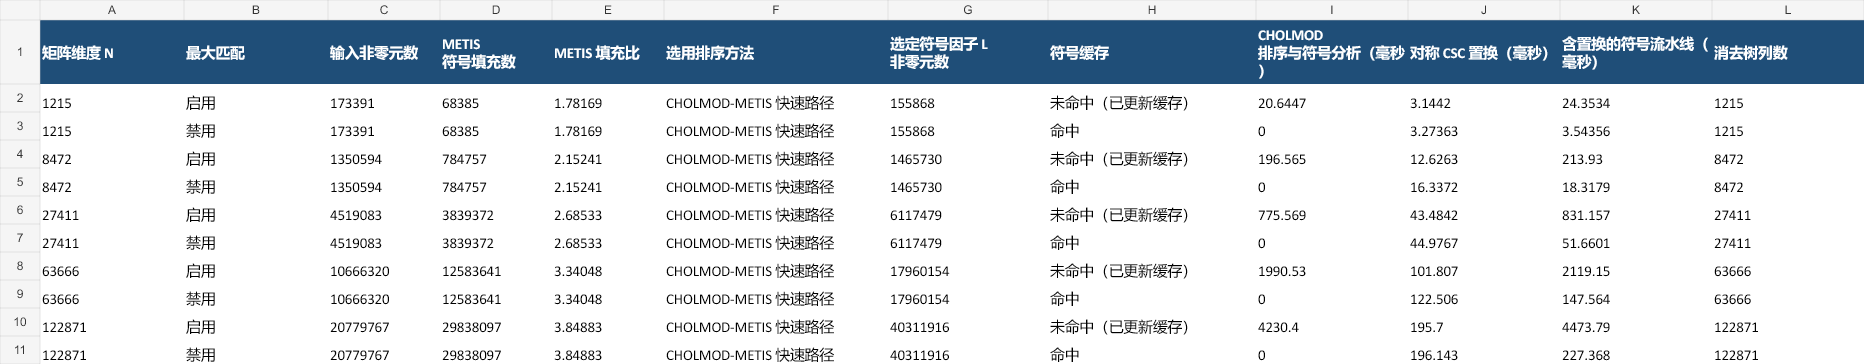 A B C D E F G H I J K L
1 矩阵维度 N 最大匹配 输入非零元数 METIS 符号填充数 METIS 填充比 选用排序方法 选定符号因子 L 非零元数 符号缓存 CHOLMOD 排序与符号分析（毫秒） 对称 CSC 置换（毫秒） 含置换的符号流水线（毫秒） 消去树列数
2 1215 启用 173391 68385 1.78169 CHOLMOD-METIS 快速路径 155868 未命中（已更新缓存） 20.6447 3.1442 24.3534 1215
3 1215 禁用 173391 68385 1.78169 CHOLMOD-METIS 快速路径 155868 命中 0 3.27363 3.54356 1215
4 8472 启用 1350594 784757 2.15241 CHOLMOD-METIS 快速路径 1465730 未命中（已更新缓存） 196.565 12.6263 213.93 8472
5 8472 禁用 1350594 784757 2.15241 CHOLMOD-METIS 快速路径 1465730 命中 0 16.3372 18.3179 8472
6 27411 启用 4519083 3839372 2.68533 CHOLMOD-METIS 快速路径 6117479 未命中（已更新缓存） 775.569 43.4842 831.157 27411
7 27411 禁用 4519083 3839372 2.68533 CHOLMOD-METIS 快速路径 6117479 命中 0 44.9767 51.6601 27411
8 63666 启用 10666320 12583641 3.34048 CHOLMOD-METIS 快速路径 17960154 未命中（已更新缓存） 1990.53 101.807 2119.15 63666
9 63666 禁用 10666320 12583641 3.34048 CHOLMOD-METIS 快速路径 17960154 命中 0 122.506 147.564 63666
10 122871 启用 20779767 29838097 3.84883 CHOLMOD-METIS 快速路径 40311916 未命中（已更新缓存） 4230.4 195.7 4473.79 122871
11 122871 禁用 20779767 29838097 3.84883 CHOLMOD-METIS 快速路径 40311916 命中 0 196.143 227.368 122871